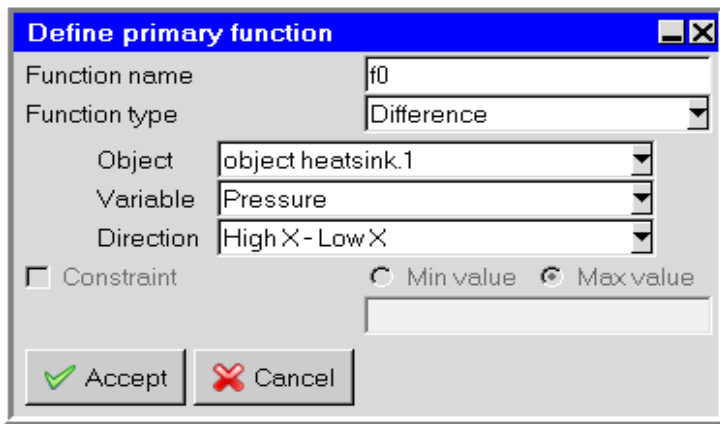 Define primary function
Function name f0
Function type Difference
Object object heatsink.1
Variable Pressure
Direction High X - Low X
Constraint Min value Max value
Accept Cancel